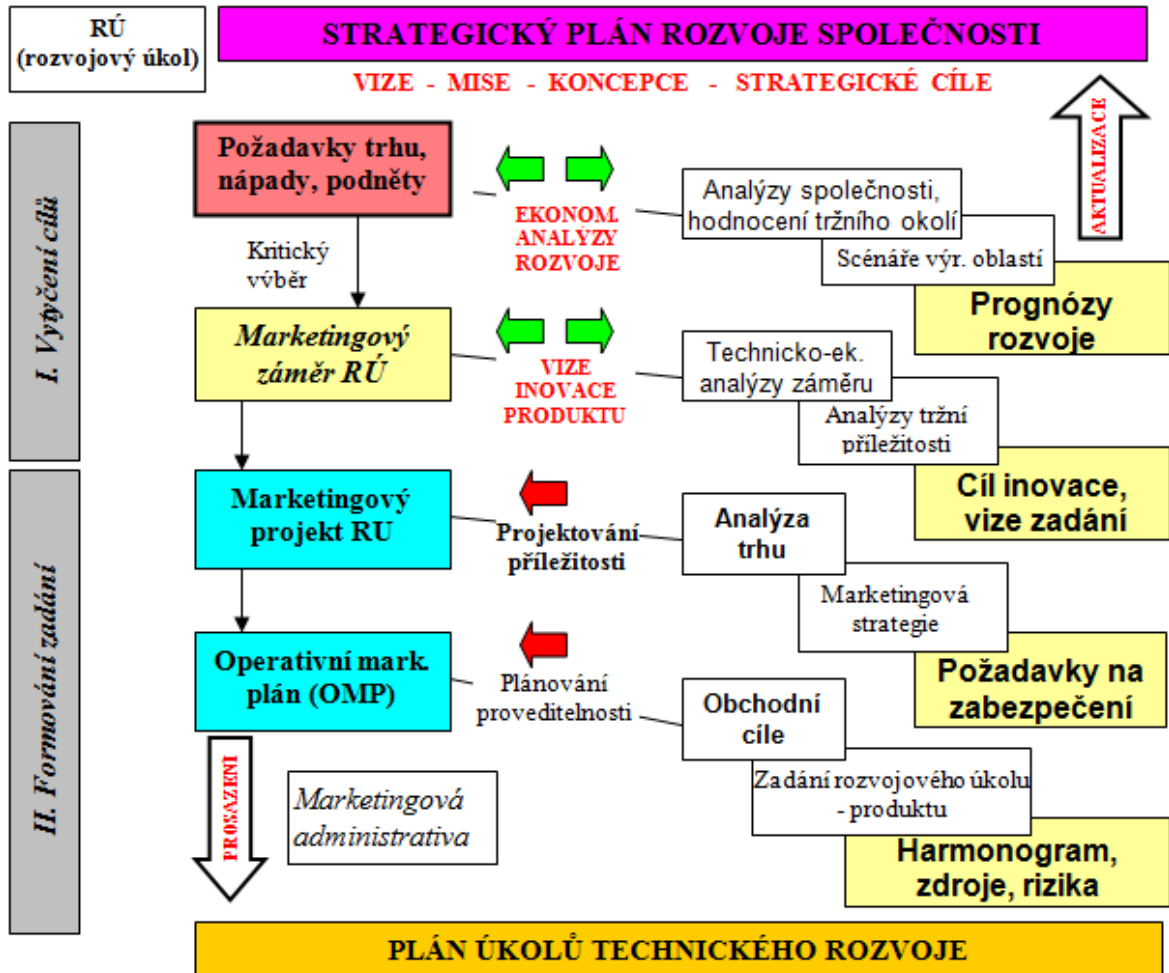 RÚ
(rozvojový úkol)
STRATEGICKÝ PLÁN ROZVOJE SPOLEČNOSTI
VIZE - MISE - KONCEPCE - STRATEGICKÉ CÍLE
AKTUALIZACE
I. Vytýčení cílů
Požadavky trhu,
nápady, podněty
EKONOM.
ANALÝZY
ROZVOJE
Analýzy společnosti,
hodnocení tržního okolí
Scénáře výr. oblastí
Prognózy
rozvoje
Kritický
výběr
Marketingový
záměr RÚ
VIZE
INOVACE
PRODUKTU
Technicko-ek.
analýzy záměru
Analýzy tržní
příležitosti
Cíl inovace,
vize zadání
II. Formování zadání
Marketingový
projekt RU
Projektování
příležitosti
Analýza
trhu
Marketingová
strategie
Požadavky na
zabezpečení
Operativní mark.
plán (OMP)
Plánování
proveditelnosti
Obchodní
cíle
Zadání rozvojového úkolu
- produktu
Harmonogram,
zdroje, rizika
PROSAZENÍ
Marketingová
administrativa
PLÁN ÚKOLŮ TECHNICKÉHO ROZVOJE